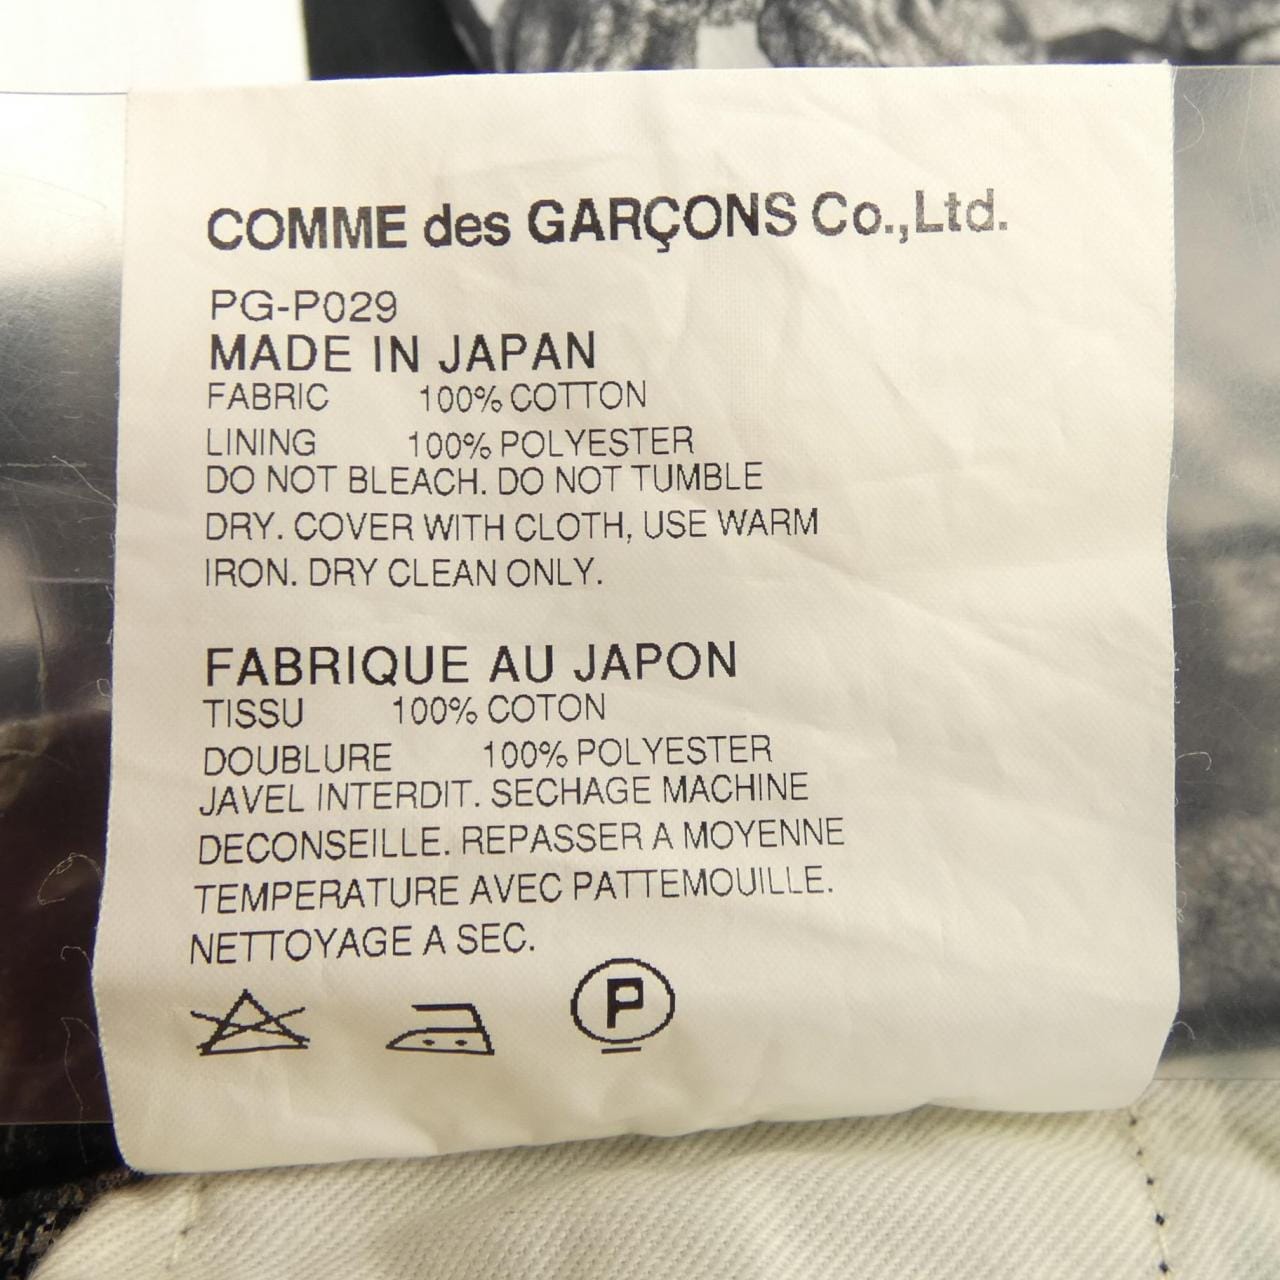 COMME des GARÇONS Co.,Ltd.
PG-P029
MADE IN JAPAN
FABRIC 100% COTTON
LINING 100% POLYESTER
DO NOT BLEACH. DO NOT TUMBLE
DRY. COVER WITH CLOTH, USE WARM
IRON. DRY CLEAN ONLY.
FABRIQUE AU JAPON
TISSU 100% COTON
DOUBLURE 100% POLYESTER
JAVEL INTERDIT. SECHAGE MACHINE
DECONSEILLE. REPASSER A MOYENNE
TEMPERATURE AVEC PATTEMOUILLE.
NETTOYAGE A SEC.
P